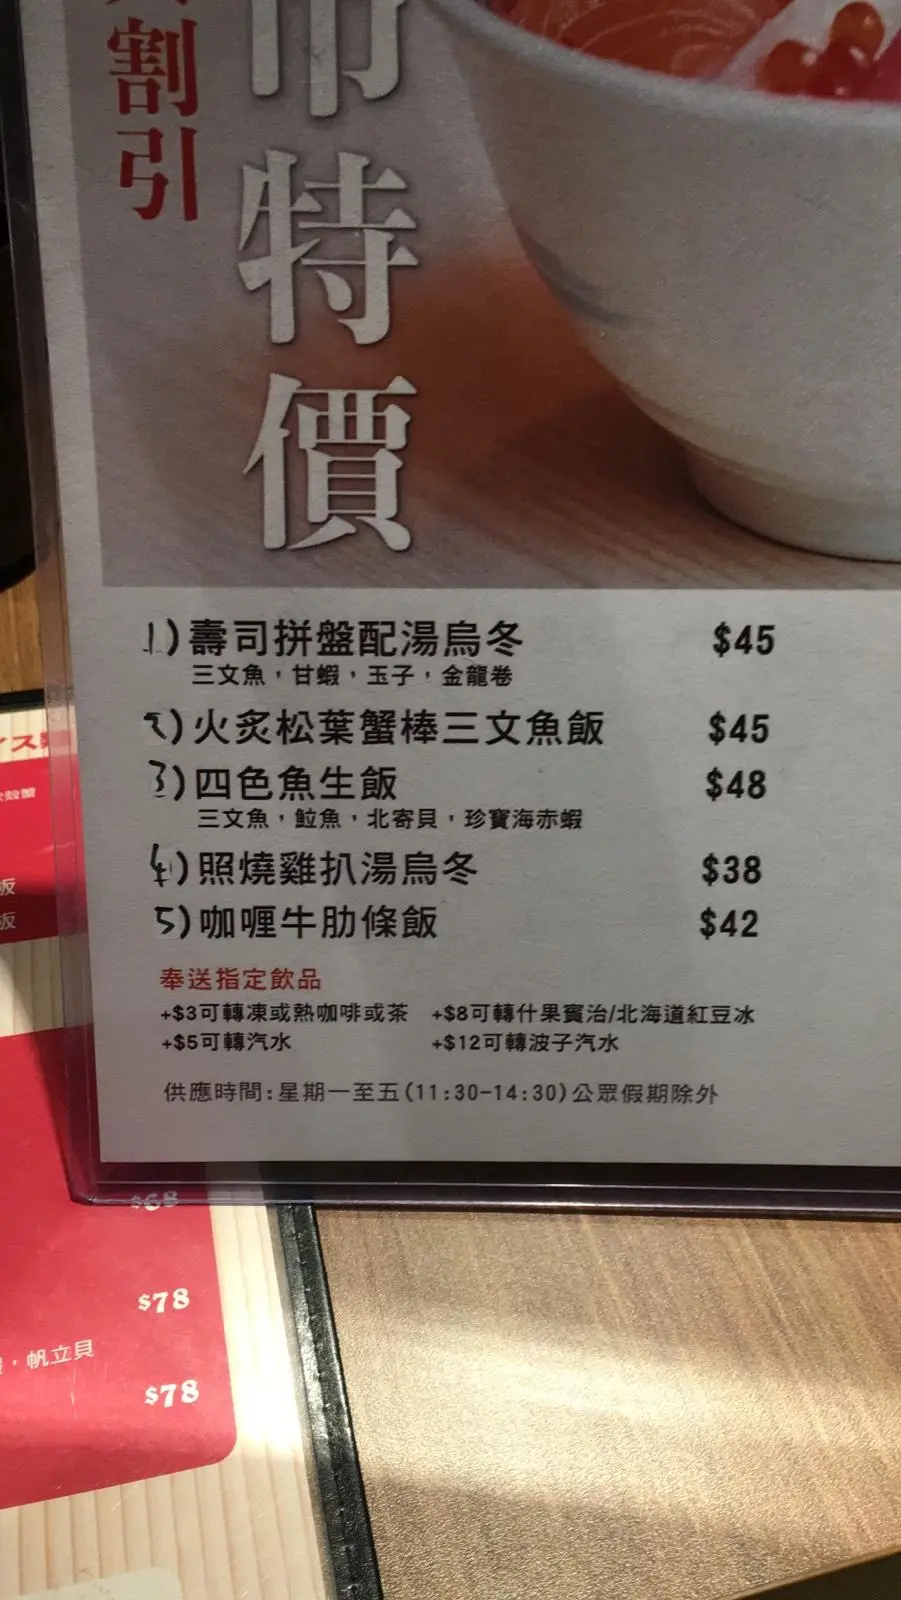 割引
市特價
1) 壽司拼盤配湯烏冬 $45
三文魚，甘蝦，玉子，金龍卷
2) 火炙松葉蟹棒三文魚飯 $45
3) 四色魚生飯 $48
三文魚，鮫魚，北寄貝，珍寶海赤蝦
4) 照燒雞扒湯烏冬 $38
5) 咖喱牛肋條飯 $42
奉送指定飲品
+$3可轉凍或熱咖啡或茶 +$8可轉什果賓治/北海道紅豆冰
+$5可轉汽水 +$12可轉波子汽水
供應時間:星期一至五(11:30-14:30)公眾假期除外
飯
飯
$68
$78
，帆立貝
$78